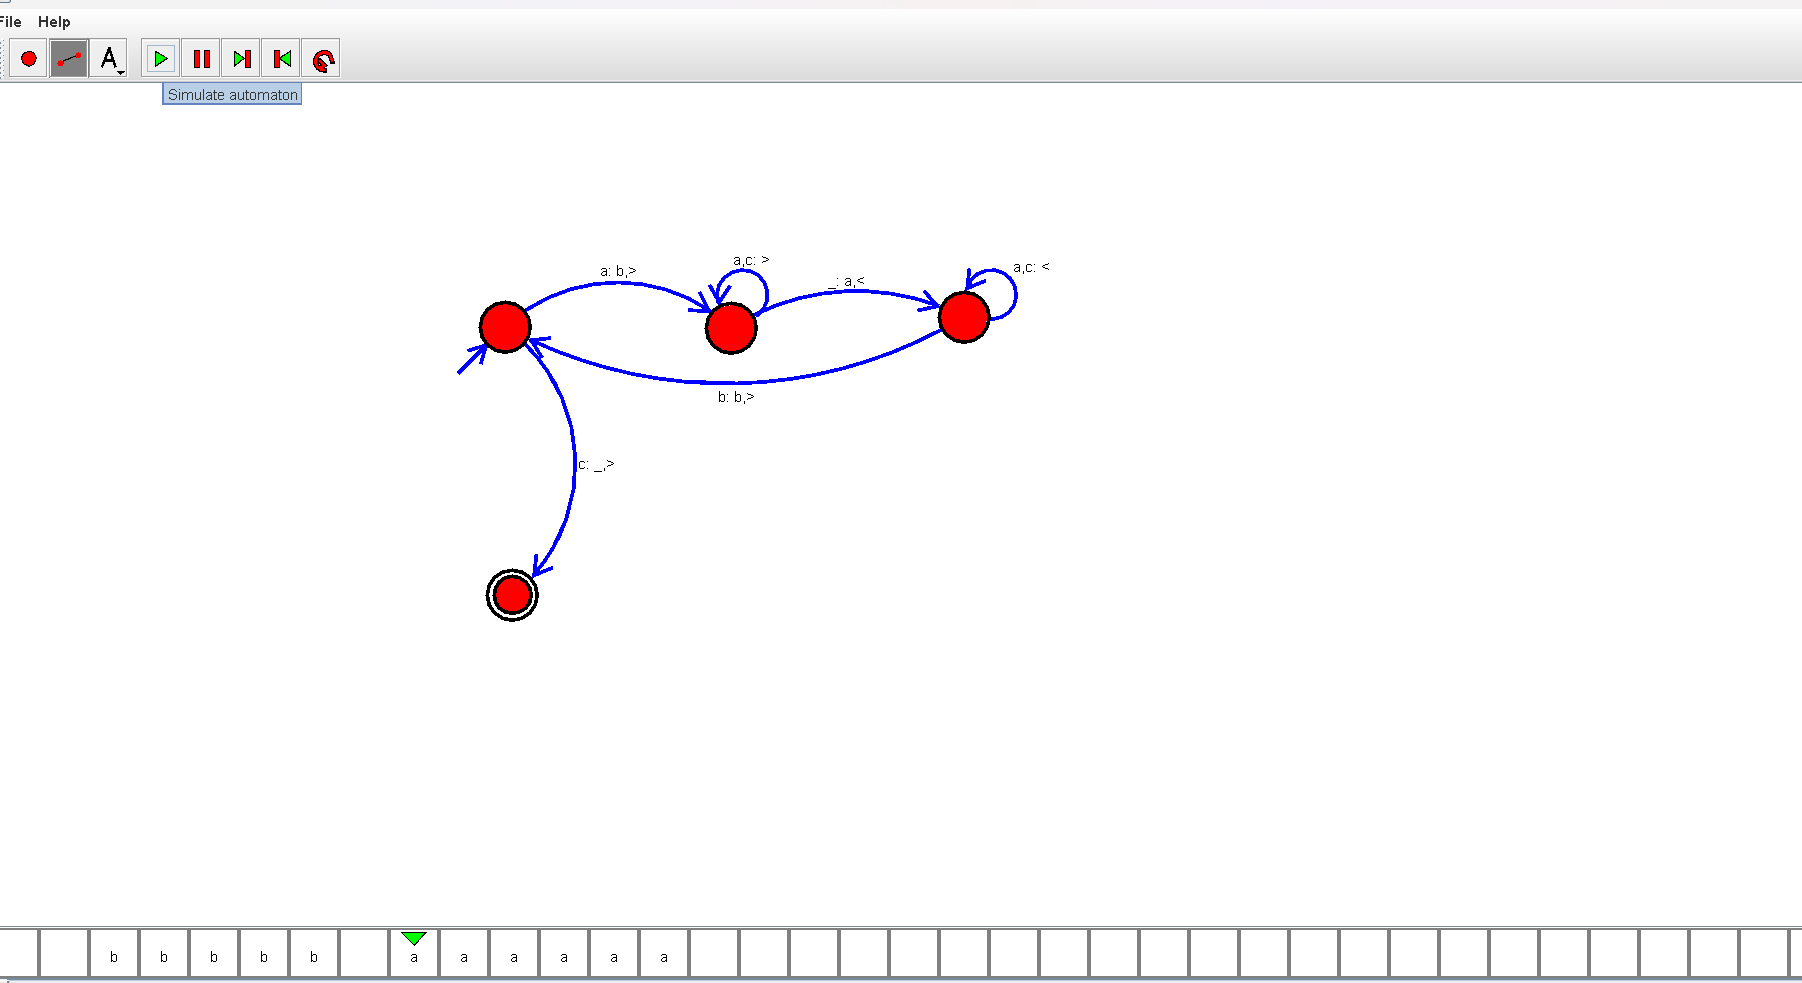 File Help
A
Simulate automaton
a: b,>
a,c: >
_: a,<
a,c: <
b: b,>
c: _,>
b b b b b a a a a a a